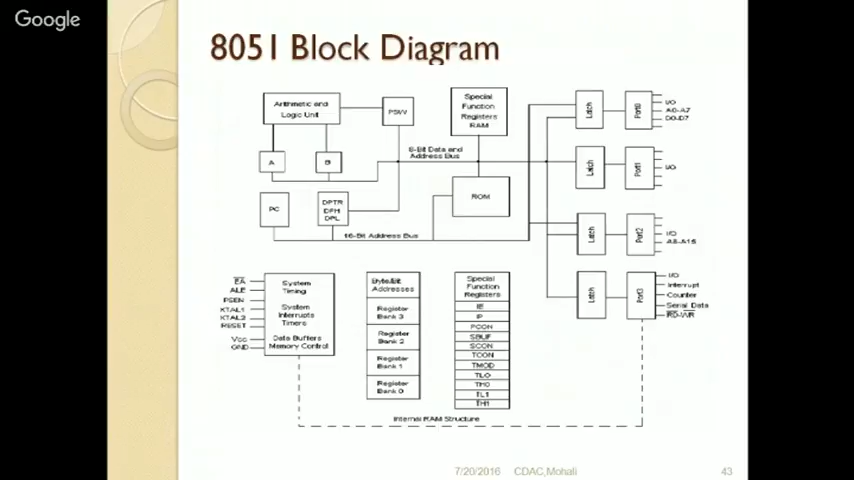 Google
8051 Block Diagram
Arithmetic and
Logic Unit
PSW
Special
Function
Registers
RAM
Latch
Port0
I/O
A0-A7
D0-D7
8-Bit Data and
Address Bus
A
B
Latch
Port1
I/O
ROM
PC
DPTR
DPH
DPL
16-Bit Address Bus
Latch
Port2
I/O
A8-A15
EA
ALE
PSEN
XTAL1
XTAL2
RESET
Vcc
GND
System
Timing
System
Interrupts
Timers
Data Buffers
Memory Control
Byte/Bit
Addresses
Register
Bank 3
Register
Bank 2
Register
Bank 1
Register
Bank 0
Special
Function
Registers
IE
IP
PCON
SBUF
SCON
TCON
TMOD
TL0
TH0
TL1
TH1
Latch
Port3
I/O
Interrupt
Counter
Serial Data
RD-WR
Internal RAM Structure
7/20/2016
CDAC,Mohali
43